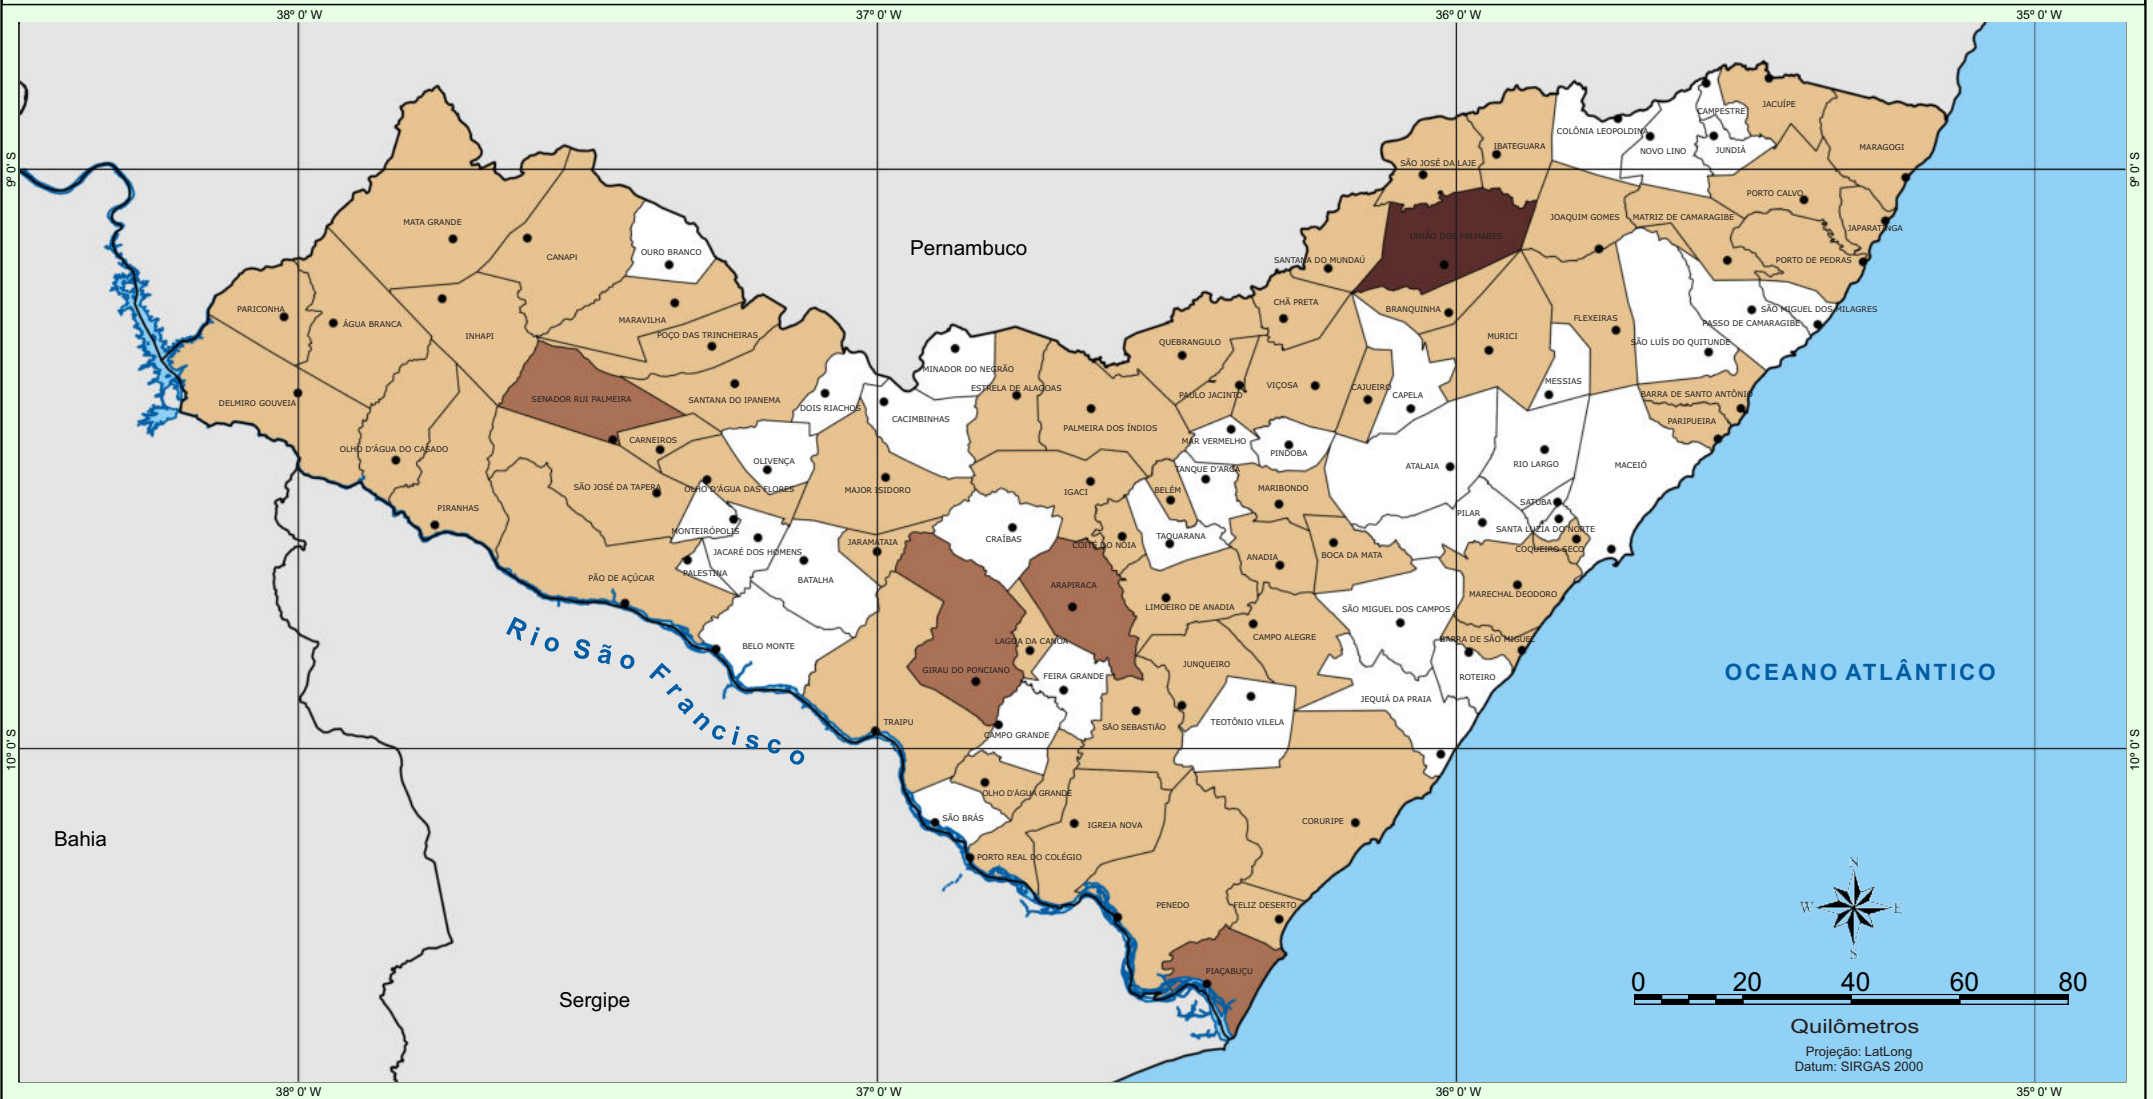 38º 0' W
37º 0' W
36º 0' W
35º 0' W
9º 0' S
9º 0' S
10º 0' S
10º 0' S
CAMPESTRE
JACUÍPE
COLÔNIA LEOPOLDINA
NOVO LINO
JUNDIÁ
MARAGOGI
IBATEGUARA
SÃO JOSÉ DA LAJE
PORTO CALVO
MATA GRANDE
JOAQUIM GOMES
MATRIZ DE CAMARAGIBE
JAPARATINGA
UNIÃO DOS PALMARES
Pernambuco
CANAPI
OURO BRANCO
SANTANA DO MUNDAÚ
PORTO DE PEDRAS
CHÃ PRETA
PARICONHA
ÁGUA BRANCA
MARAVILHA
BRANQUINHA
FLEXEIRAS
SÃO MIGUEL DOS MILAGRES
PASSO DE CAMARAGIBE
INHAPI
POÇO DAS TRINCHEIRAS
QUEBRANGULO
MURICI
SÃO LUÍS DO QUITUNDE
MINADOR DO NEGRÃO
ESTRELA DE ALAGOAS
PAULO JACINTO
VIÇOSA
CAJUEIRO
CAPELA
MESSIAS
BARRA DE SANTO ANTÔNIO
DELMIRO GOUVEIA
SENADOR RUI PALMEIRA
SANTANA DO IPANEMA
DOIS RIACHOS
CACIMBINHAS
PALMEIRA DOS ÍNDIOS
PARIPUEIRA
OLHO D'ÁGUA DO CASADO
CARNEIROS
MAR VERMELHO
PINDOBA
OLIVENÇA
TANQUE D'ARCA
ATALAIA
RIO LARGO
MACEIÓ
SÃO JOSÉ DA TAPERA
OLHO D'ÁGUA DAS FLORES
MAJOR ISIDORO
IGACI
BELÉM
MARIBONDO
PIRANHAS
SATUBA
PILAR
MONTEIRÓPOLIS
SANTA LUZIA DO NORTE
JACARÉ DOS HOMENS
JARAMATAIA
CRAÍBAS
COITÉ DO NÓIA
TAQUARANA
ANADIA
BOCA DA MATA
COQUEIRO SECO
PALESTINA
PÃO DE AÇÚCAR
BATALHA
ARAPIRACA
LIMOEIRO DE ANADIA
MARECHAL DEODORO
SÃO MIGUEL DOS CAMPOS
CAMPO ALEGRE
BARRA DE SÃO MIGUEL
Rio São Francisco
BELO MONTE
LAGOA DA CANOA
GIRAU DO PONCIANO
FEIRA GRANDE
JUNQUEIRO
ROTEIRO
OCEANO ATLÂNTICO
JEQUIÁ DA PRAIA
TRAIPU
CAMPO GRANDE
SÃO SEBASTIÃO
TEOTÔNIO VILELA
OLHO D'ÁGUA GRANDE
SÃO BRÁS
IGREJA NOVA
CORURIPE
Bahia
PORTO REAL DO COLÉGIO
PENEDO
FELIZ DESERTO
PIAÇABUÇU
Sergipe
N
W
E
S
0 20 40 60 80
Quilômetros
Projeção: LatLong
Datum: SIRGAS 2000
38º 0' W
37º 0' W
36º 0' W
35º 0' W